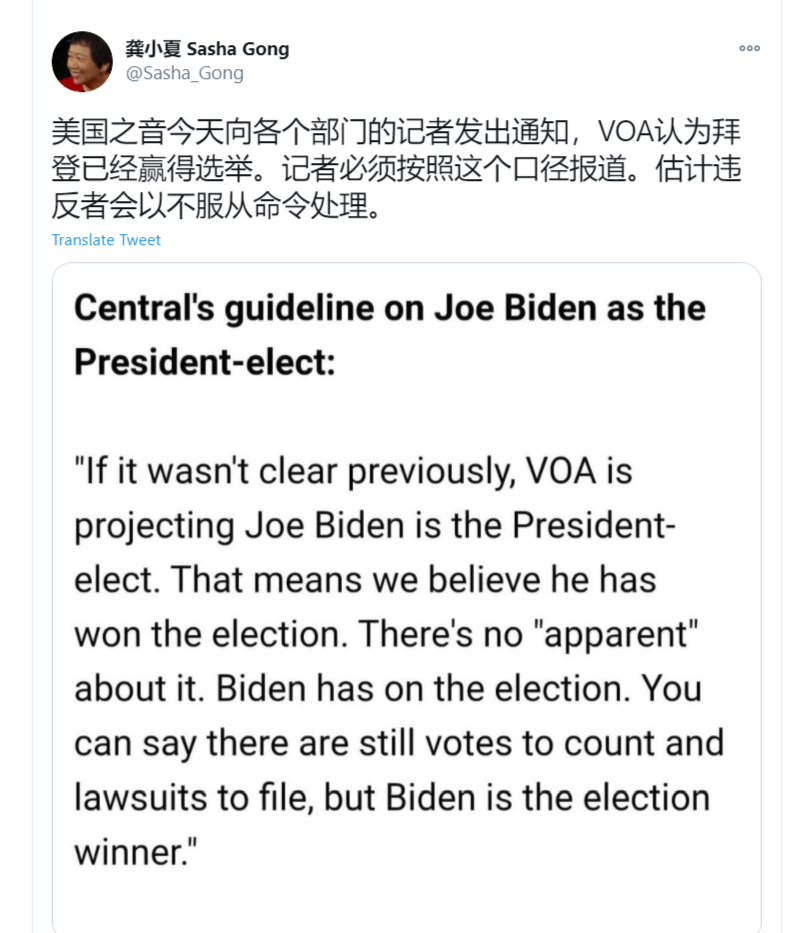 龚小夏 Sasha Gong
@Sasha_Gong
美国之音今天向各个部门的记者发出通知，VOA认为拜
登已经赢得选举。记者必须按照这个口径报道。估计违
反者会以不服从命令处理。
Translate Tweet
Central's guideline on Joe Biden as the
President-elect:
"If it wasn't clear previously, VOA is
projecting Joe Biden is the President-
elect. That means we believe he has
won the election. There's no "apparent"
about it. Biden has on the election. You
can say there are still votes to count and
lawsuits to file, but Biden is the election
winner."